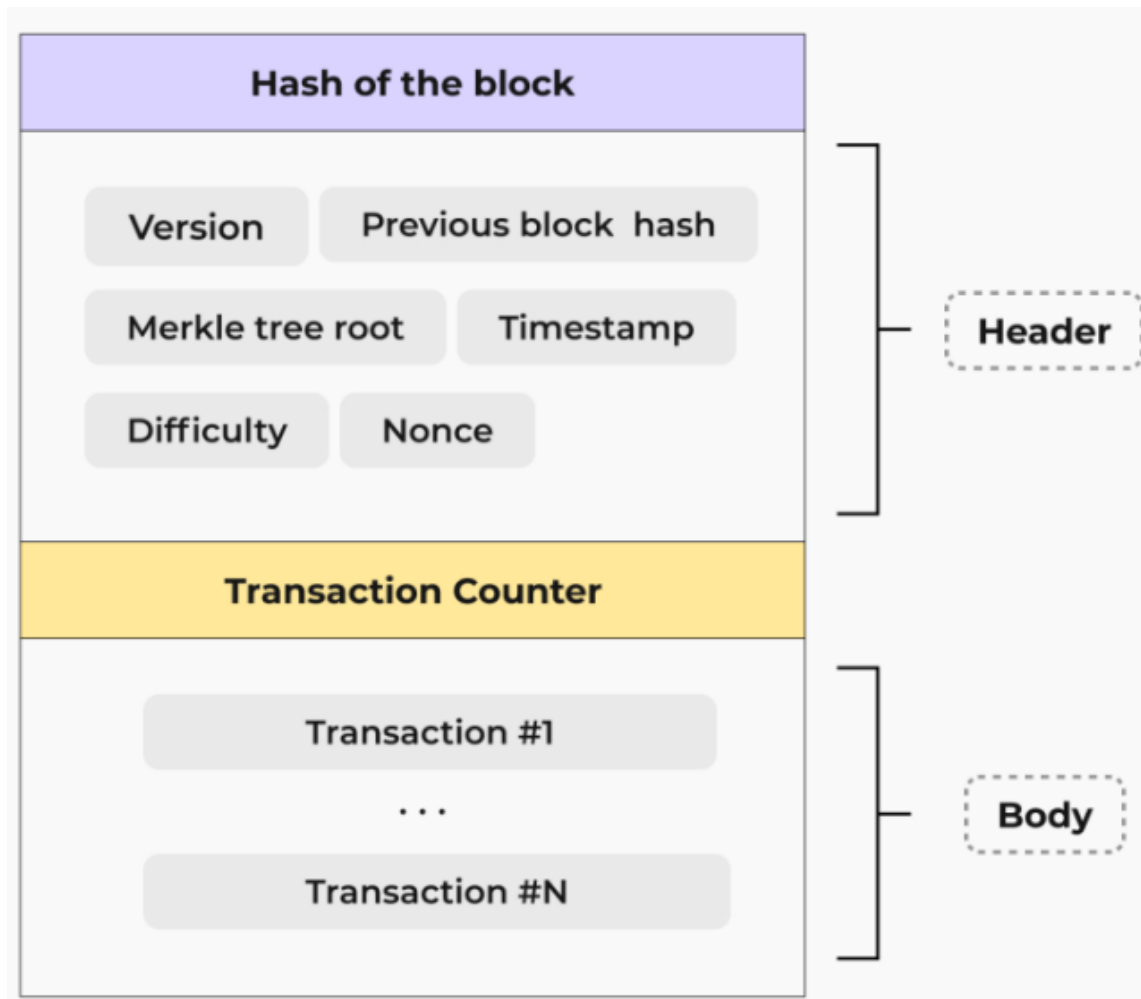 Hash of the block
Version
Previous block hash
Merkle tree root
Timestamp
Header
Difficulty
Nonce
Transaction Counter
Transaction #1
...
Body
Transaction #N